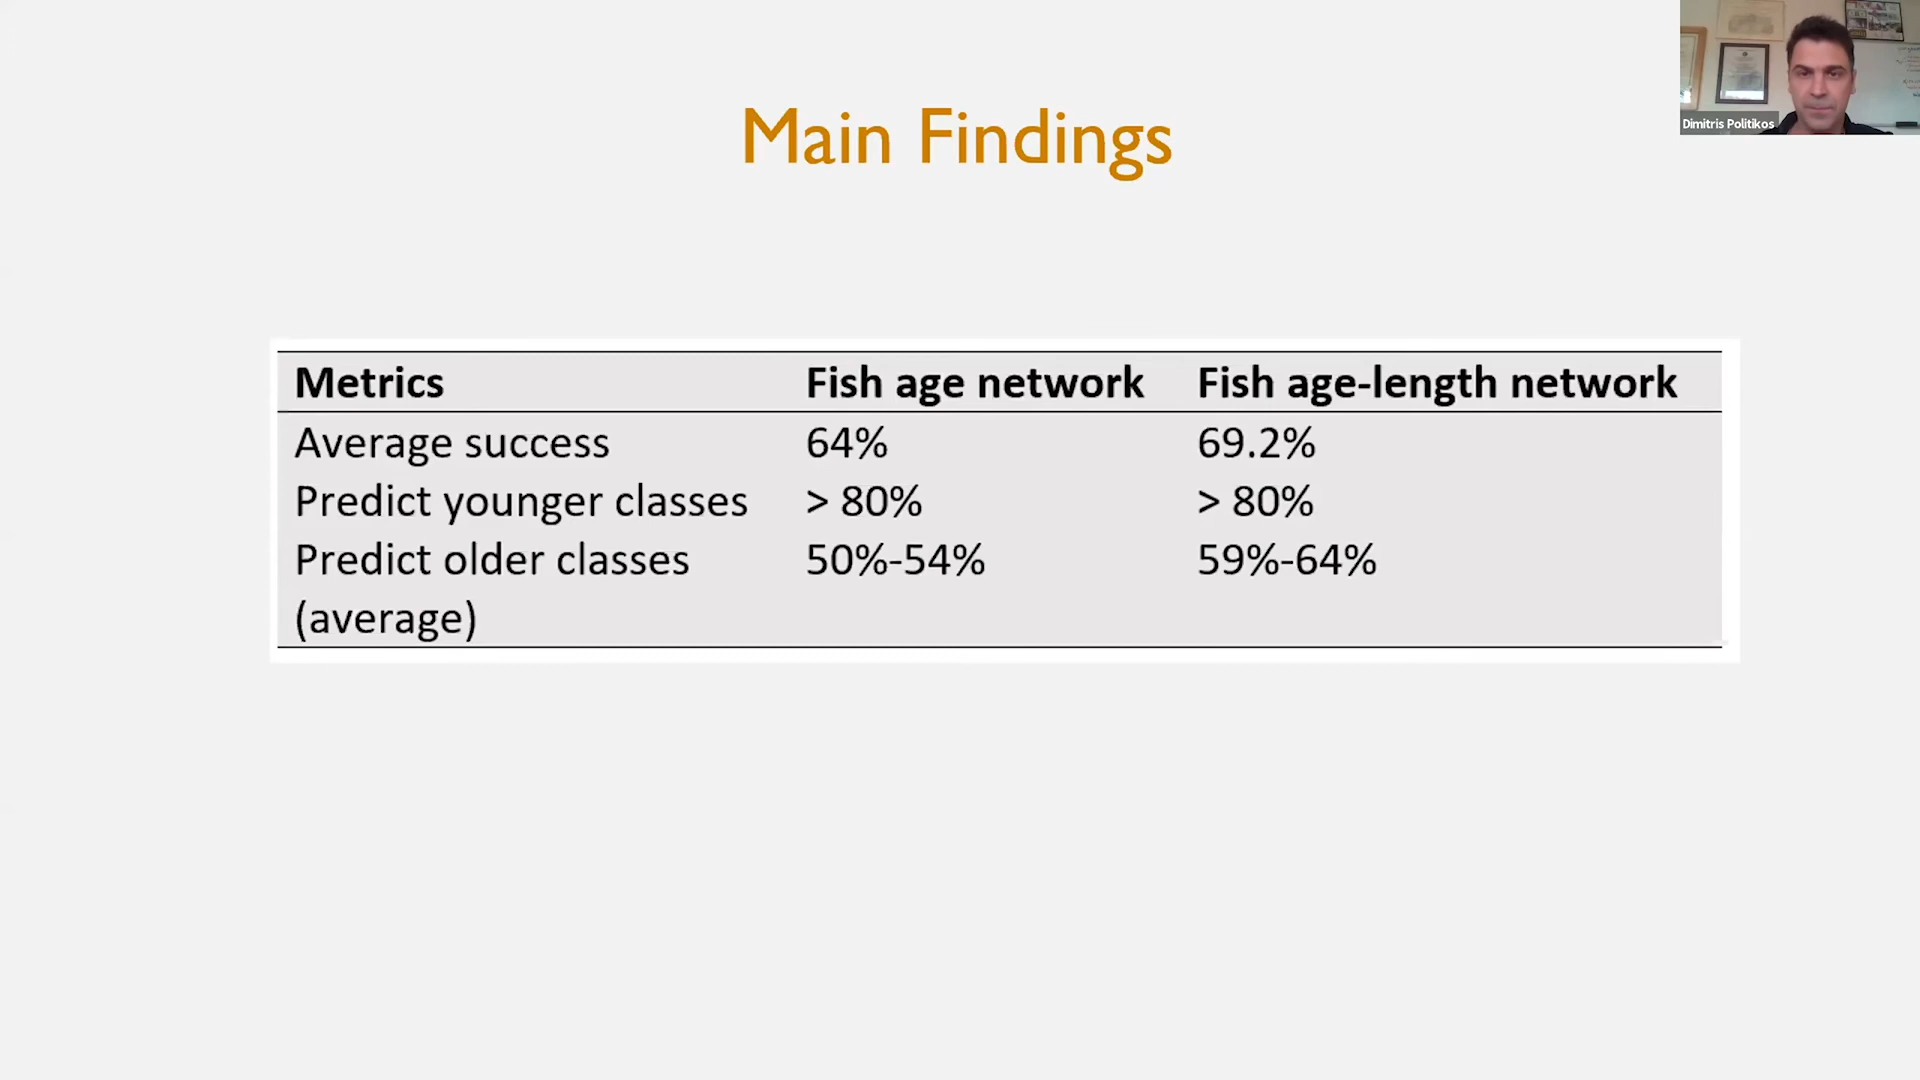 Main Findings
Dimitris Politikos
Metrics Fish age network Fish age-length network
Average success 64% 69.2%
Predict younger classes > 80% > 80%
Predict older classes 50%-54% 59%-64%
(average)